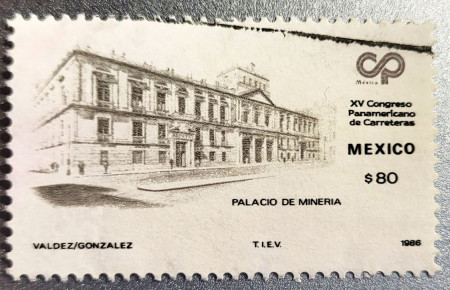 México
XV Congreso
Panamericano
de Carreteras
MEXICO
$80
PALACIO DE MINERIA
VALDEZ/GONZALEZ
T.I.E.V.
1986